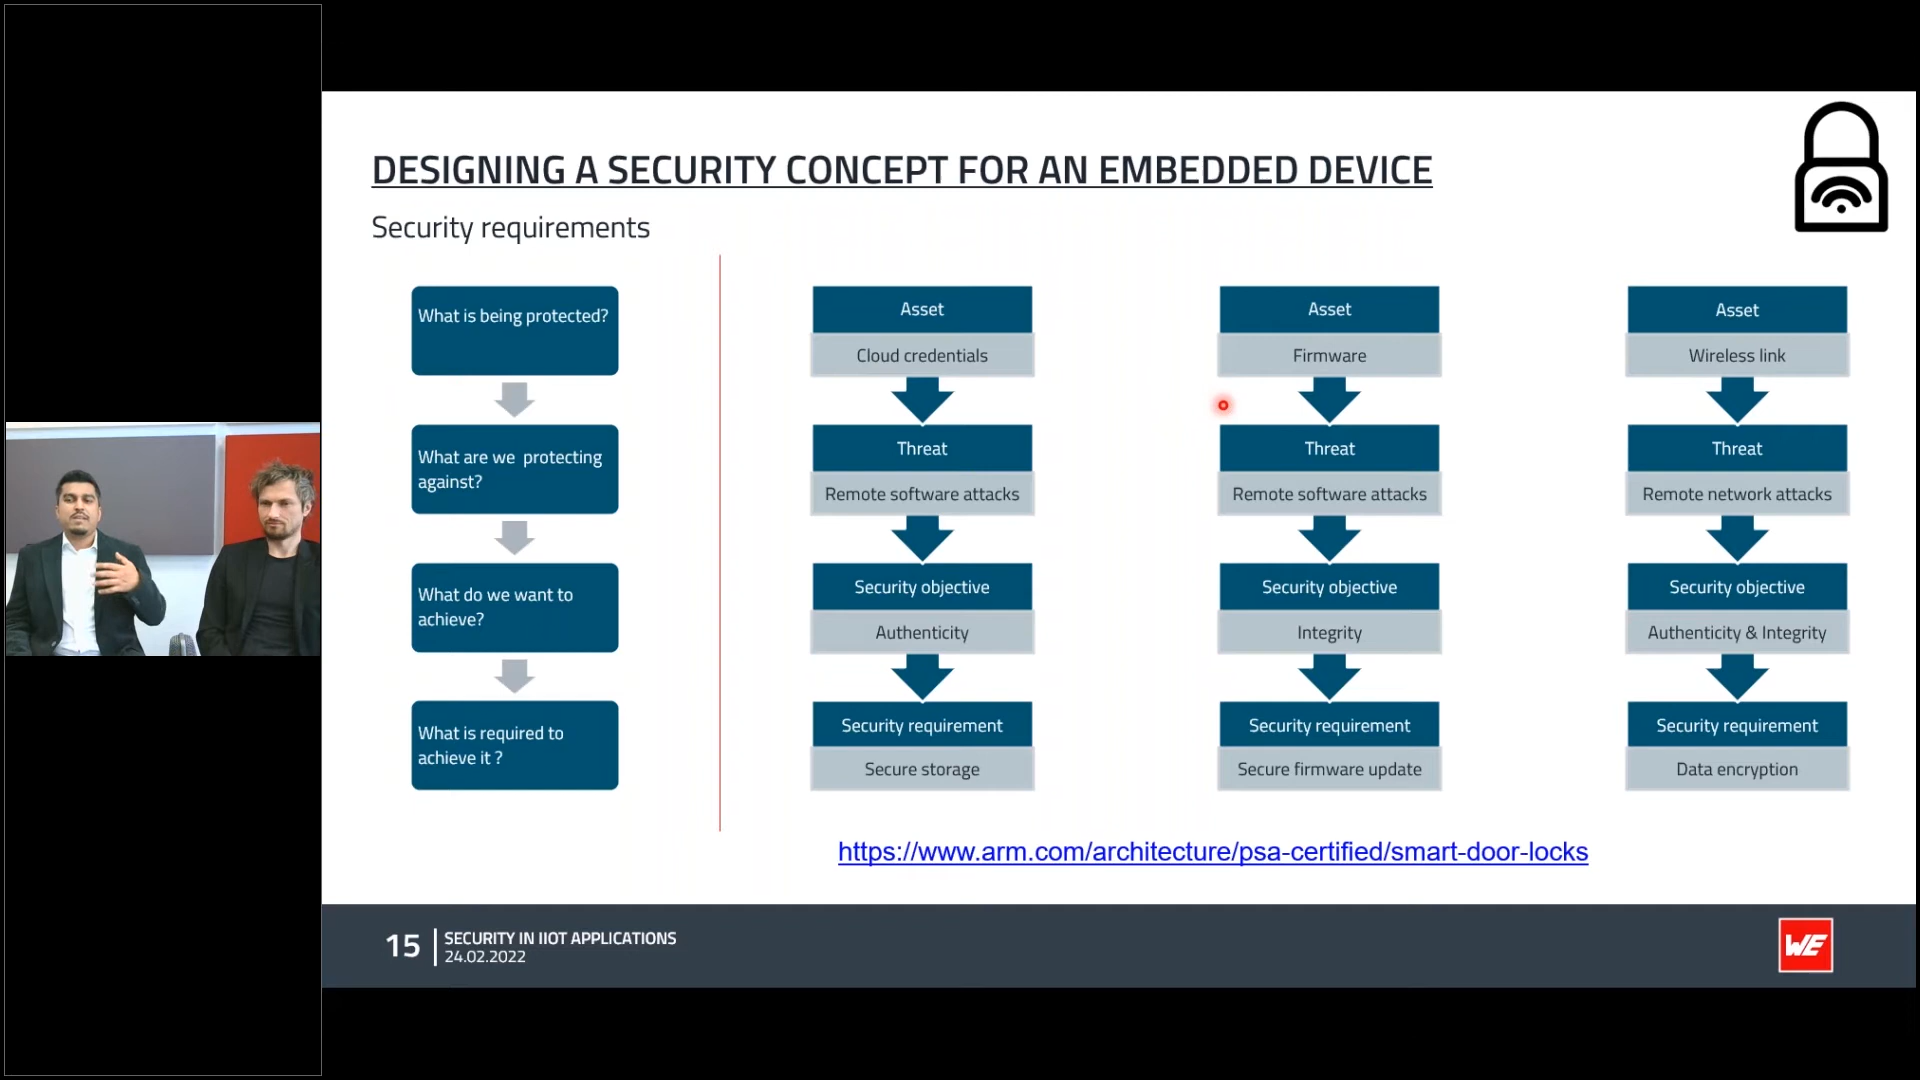 DESIGNING A SECURITY CONCEPT FOR AN EMBEDDED DEVICE
Security requirements
What is being protected?
What are we  protecting
against?
What do we want to
achieve?
What is required to
achieve it ?
Asset
Cloud credentials
Threat
Remote software attacks
Security objective
Authenticity
Security requirement
Secure storage
Asset
Firmware
Threat
Remote software attacks
Security objective
Integrity
Security requirement
Secure firmware update
Asset
Wireless link
Threat
Remote network attacks
Security objective
Authenticity & Integrity
Security requirement
Data encryption
https://www.arm.com/architecture/psa-certified/smart-door-locks
15
SECURITY IN IIOT APPLICATIONS
24.02.2022
WE